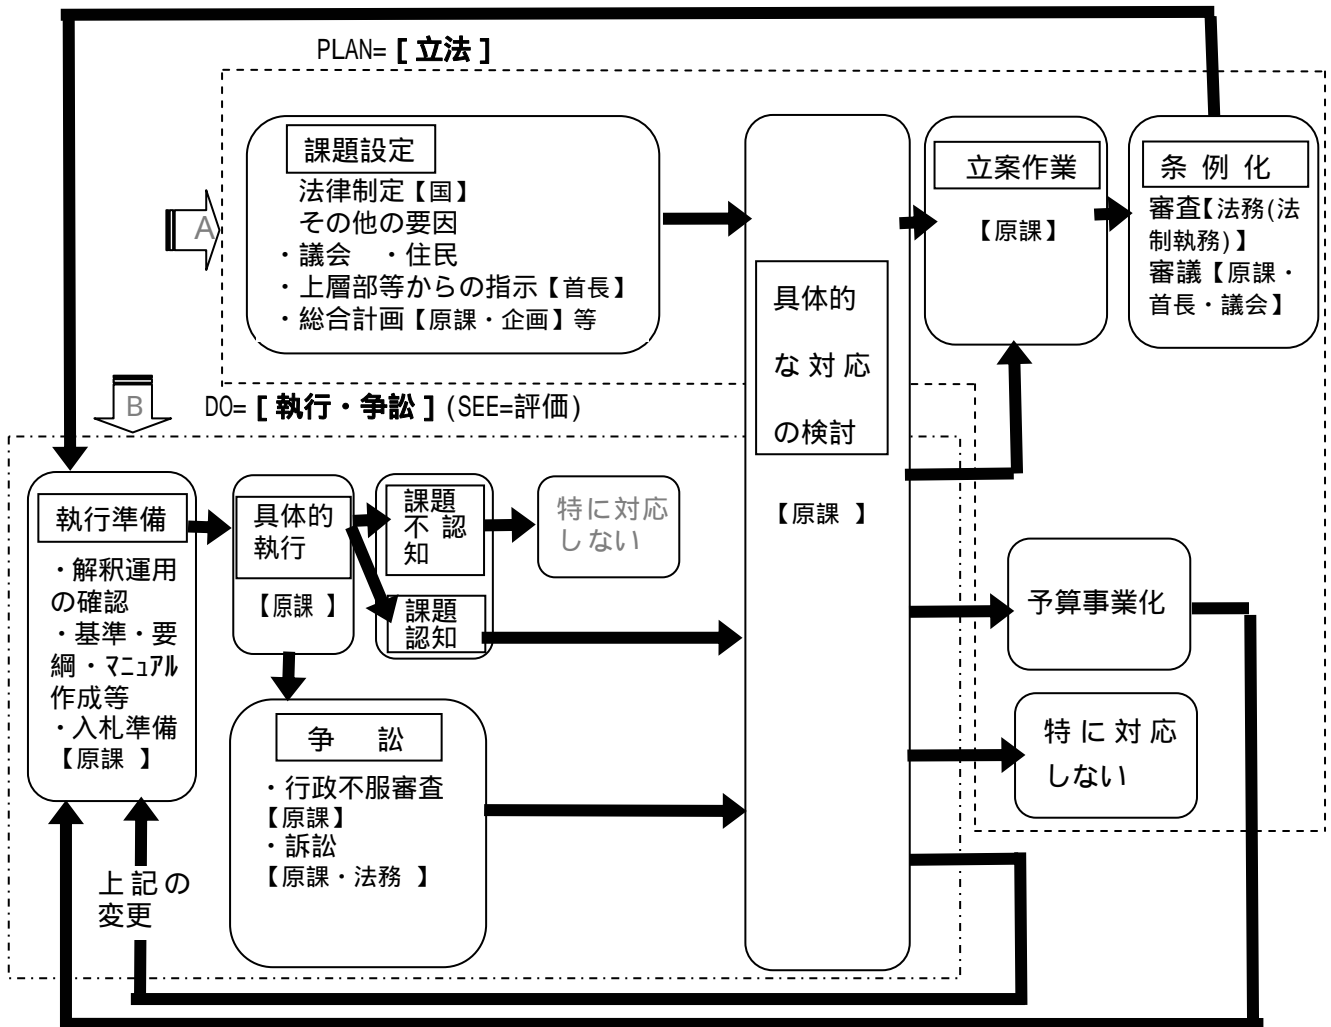 PLAN=［立法］
課題設定
法律制定【国】
その他の要因
・議会　・住民
・上層部等からの指示【首長】
・総合計画【原課・企画】等
A
具体的
な対応
の検討
【原課 】
立案作業
【原課】
条 例 化
審査【法務(法
制執務)】
審議【原課・
首長・議会】
B
DO=［執行・争訟］(SEE=評価)
執行準備
・解釈運用
の確認
・基準・要
綱・ﾏﾆｭｱﾙ
作成等
・入札準備
【原課 】
具体的
執行
【原課 】
課題
不 認
知
特に対応
しない
課題
認知
争　訟
・行政不服審査
【原課】
・訴訟
【原課・法務 】
予算事業化
特に対応
しない
上記の
変更